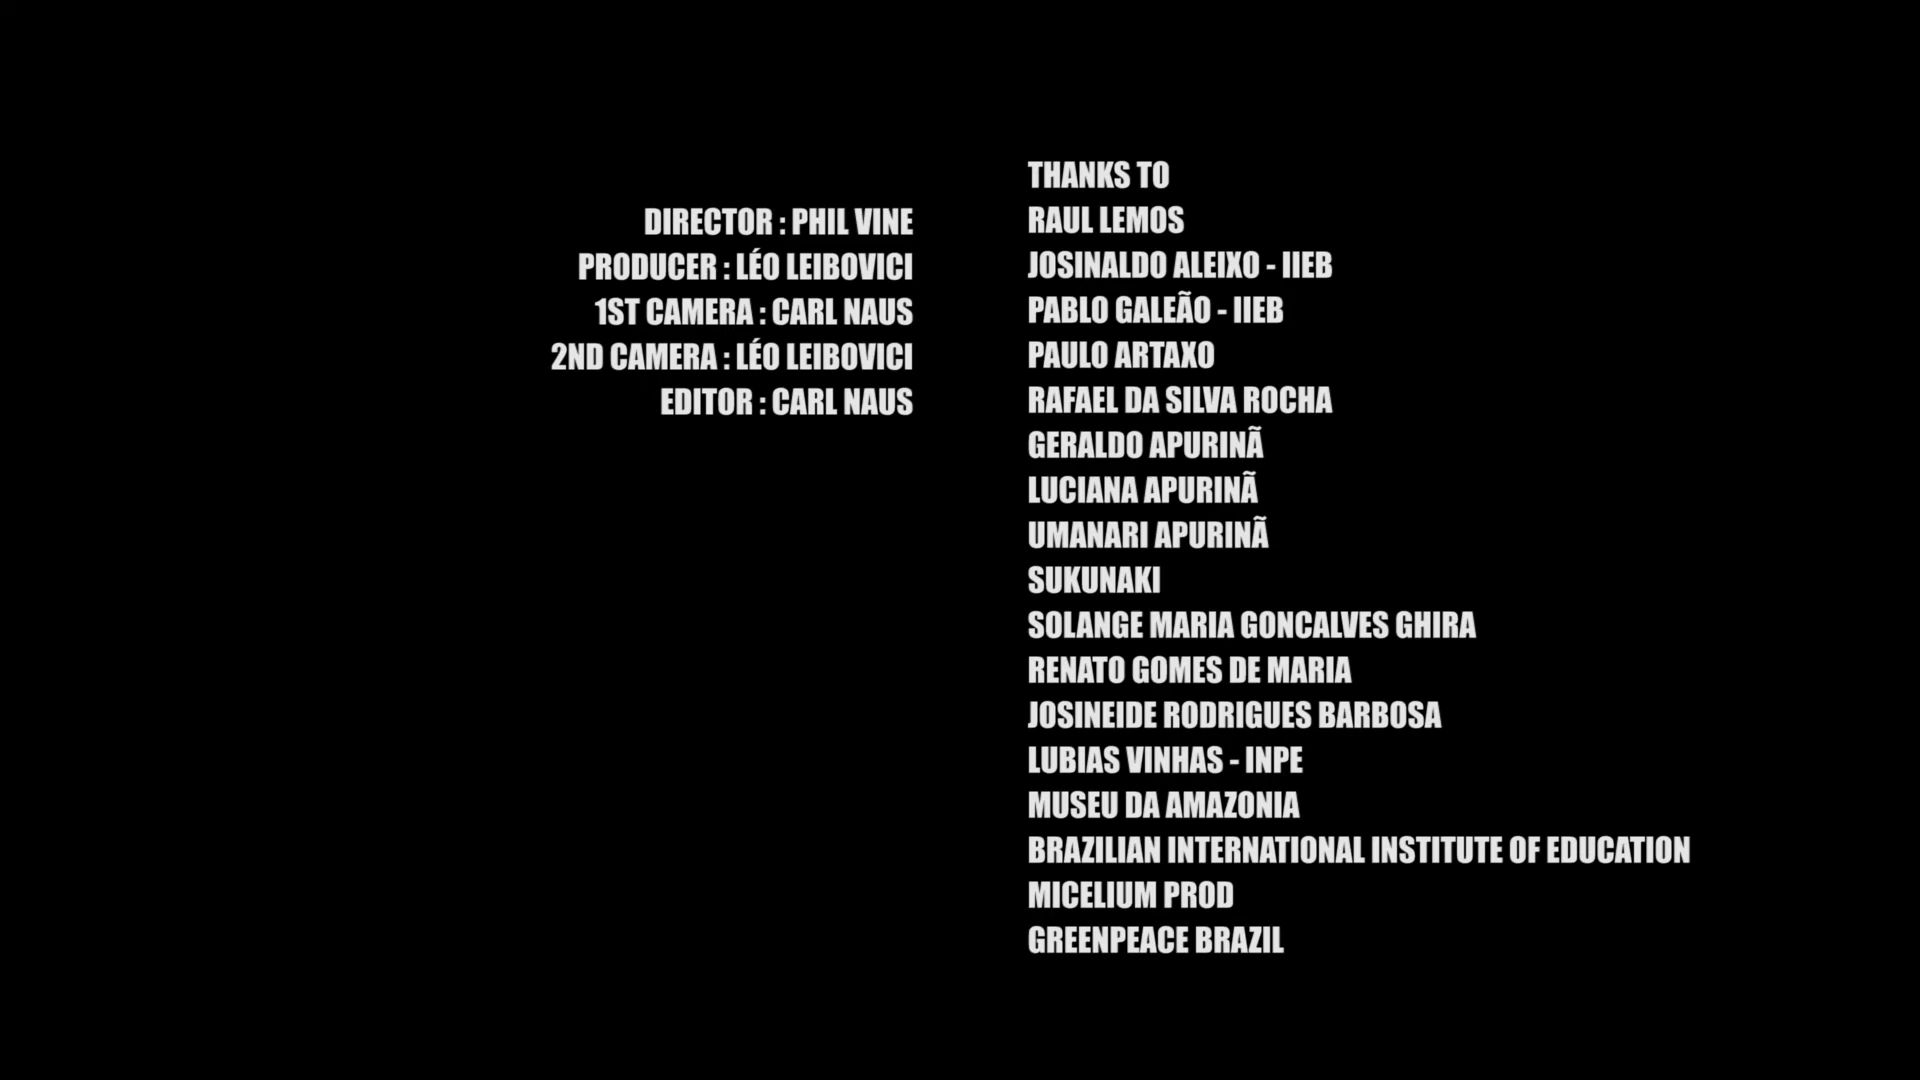 DIRECTOR : PHIL VINE
PRODUCER : LÉO LEIBOVICI
1ST CAMERA : CARL NAUS
2ND CAMERA : LÉO LEIBOVICI
EDITOR : CARL NAUS
THANKS TO
RAUL LEMOS
JOSINALDO ALEIXO - IIEB
PABLO GALEÃO - IIEB
PAULO ARTAXO
RAFAEL DA SILVA ROCHA
GERALDO APURINÃ
LUCIANA APURINÃ
UMANARI APURINÃ
SUKUNAKI
SOLANGE MARIA GONCALVES GHIRA
RENATO GOMES DE MARIA
JOSINEIDE RODRIGUES BARBOSA
LUBIAS VINHAS - INPE
MUSEU DA AMAZONIA
BRAZILIAN INTERNATIONAL INSTITUTE OF EDUCATION
MICELIUM PROD
GREENPEACE BRAZIL